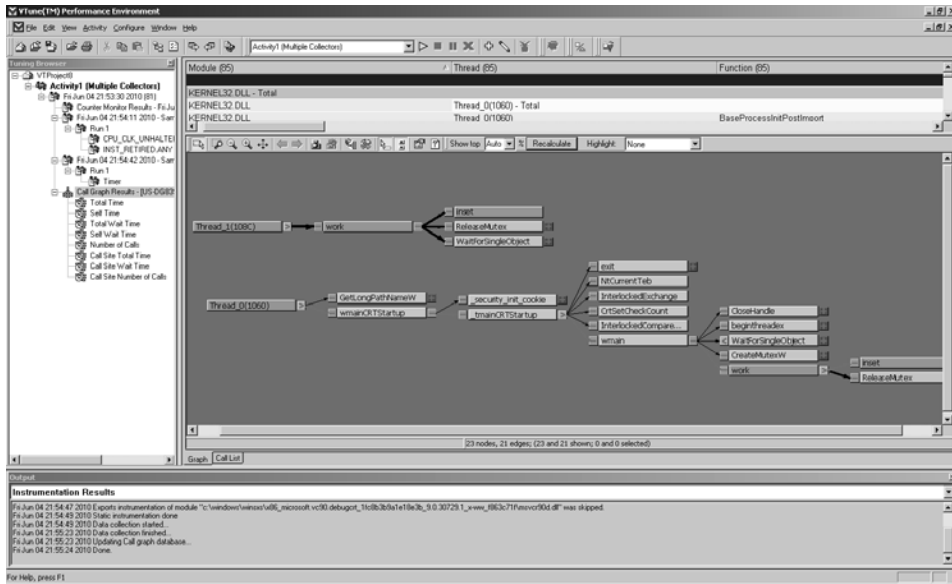 VTune(TM) Performance Environment
File Edit View Activity Configure Window Help
Activity1 (Multiple Collectors)
Tuning Browser
VTProject8
Activity1 (Multiple Collectors)
Fri Jun 04 21:53:30 2010 (81)
Counter Monitor Results - Fri Ju
Fri Jun 04 21:54:11 2010 - Sam
Run 1
CPU_CLK_UNHALTE
INST_RETIRED.ANY
Fri Jun 04 21:54:42 2010 - Sam
Run 1
Timer
Call Graph Results - [US-DG83
Total Time
Self Time
Total Wait Time
Self Wait Time
Number of Calls
Call Site Total Time
Call Site Wait Time
Call Site Number of Calls
Module (85) / Thread (85) Function (85)
KERNEL32.DLL - Total
KERNEL32.DLL Thread_0(1060) - Total
KERNEL32.DLL Thread_0(1060) BaseProcessInitPostImport
Show top: Auto % Recalculate Highlight: None
Thread_1(108C)
work
inset
ReleaseMutex
WaitForSingleObject
Thread_0(1060)
GetLongPathNameW
wmainCRTStartup
_security_init_cookie
_tmainCRTStartup
exit
NtCurrentTeb
InterlockedExchange
CrtSetCheckCount
InterlockedCompare...
wmain
CloseHandle
beginthreadex
WaitForSingleObject
CreateMutexW
work
inset
ReleaseMutex
23 nodes, 21 edges; (23 and 21 shown; 0 and 0 selected)
Graph Call List
Output
Instrumentation Results
Fri Jun 04 21:54:47 2010 Exports instrumentation of module "c:\windows\winsxs\x86_microsoft.vc90.debugcrt_1fc8b3b9a1e18e3b_9.0.30729.1_x-ww_f863c71f\msvcr90d.dll" was skipped.
Fri Jun 04 21:54:49 2010 Static instrumentation done
Fri Jun 04 21:54:49 2010 Data collection started...
Fri Jun 04 21:55:23 2010 Data collection finished...
Fri Jun 04 21:55:23 2010 Updating Call graph database...
Fri Jun 04 21:55:24 2010 Done.
For Help, press F1